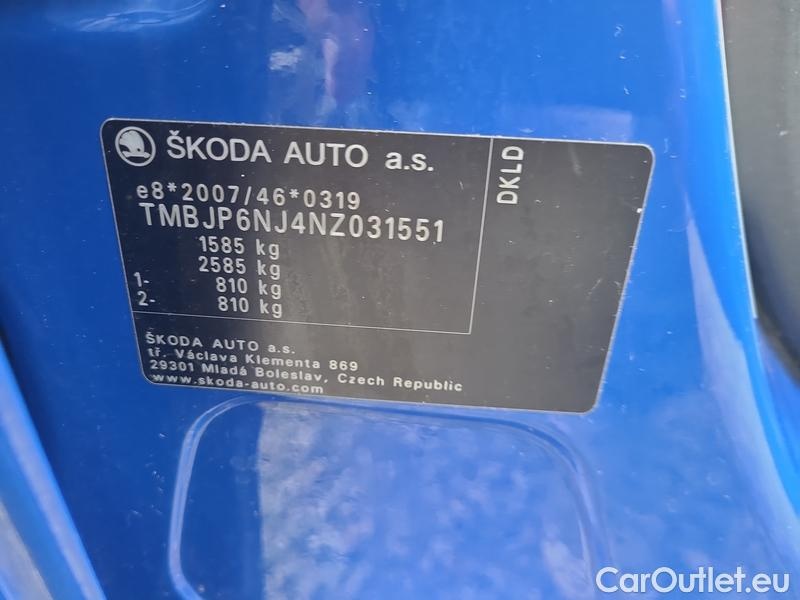 ŠKODA AUTO a.s.
DKLD
e8*2007/46*0319
TMBJP6NJ4NZ031551
1585 kg
2585 kg
1- 810 kg
2- 810 kg
ŠKODA AUTO a.s.
tř. Václava Klementa 869
29301 Mladá Boleslav, Czech Republic
www.skoda-auto.com
CarOutlet.eu